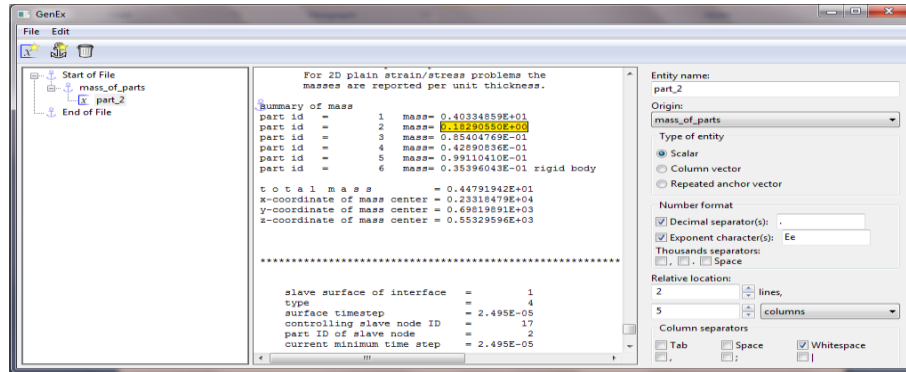 GenEx
File Edit
Start of File
mass_of_parts
x part_2
End of File
For 2D plain strain/stress problems the
masses are reported per unit thickness.
summary of mass
part id = 1 mass= 0.40334859E+01
part id = 2 mass= 0.18290550E+00
part id = 3 mass= 0.85404769E-01
part id = 4 mass= 0.42890836E-01
part id = 5 mass= 0.99110410E-01
part id = 6 mass= 0.35396043E-01 rigid body
t o t a l m a s s = 0.44791942E+01
x-coordinate of mass center = 0.23318479E+04
y-coordinate of mass center = 0.69819891E+03
z-coordinate of mass center = 0.55329596E+03
************************************************************
slave surface of interface = 1
type = 4
surface timestep = 2.495E-05
controlling slave node ID = 17
part ID of slave node = 2
current minimum time step = 2.495E-05
Entity name:
part_2
Origin:
mass_of_parts
Type of entity
Scalar
Column vector
Repeated anchor vector
Number format
Decimal separator(s): .
Exponent character(s): Ee
Thousands separators:
, . Space
Relative location:
2 lines,
5 columns
Column separators
Tab Space Whitespace
, ; |